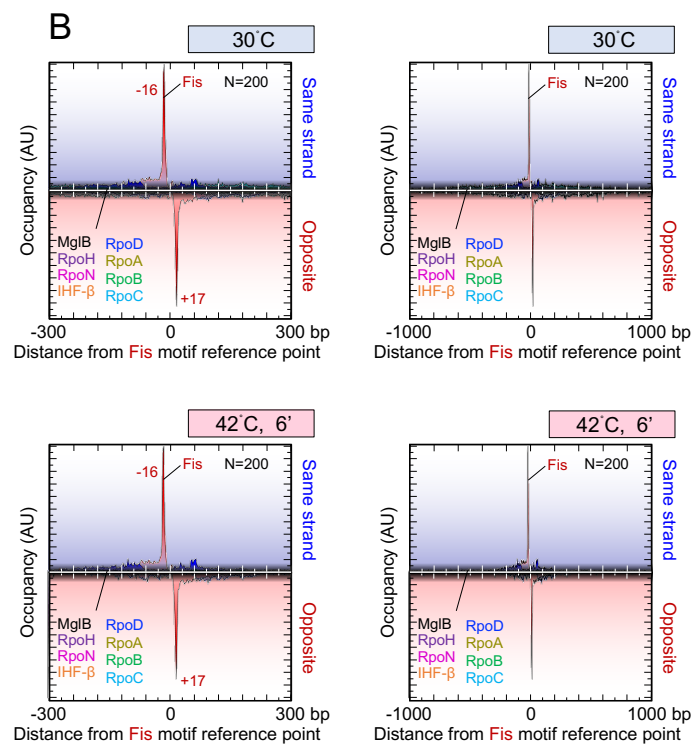 B
30°C
30°C
-16
Fis
N=200
Fis
N=200
Occupancy (AU)
Same strand
Opposite
Occupancy (AU)
Same strand
Opposite
MglB
RpoD
RpoH
RpoA
RpoN
RpoB
IHF-β
RpoC
+17
MglB
RpoD
RpoH
RpoA
RpoN
RpoB
IHF-β
RpoC
-300 0 300 bp
-1000 0 1000 bp
Distance from Fis motif reference point
Distance from Fis motif reference point
42°C, 6’
42°C, 6’
-16
Fis
N=200
Fis
N=200
Occupancy (AU)
Same strand
Opposite
Occupancy (AU)
Same strand
Opposite
MglB
RpoD
RpoH
RpoA
RpoN
RpoB
IHF-β
RpoC
+17
MglB
RpoD
RpoH
RpoA
RpoN
RpoB
IHF-β
RpoC
-300 0 300 bp
-1000 0 1000 bp
Distance from Fis motif reference point
Distance from Fis motif reference point